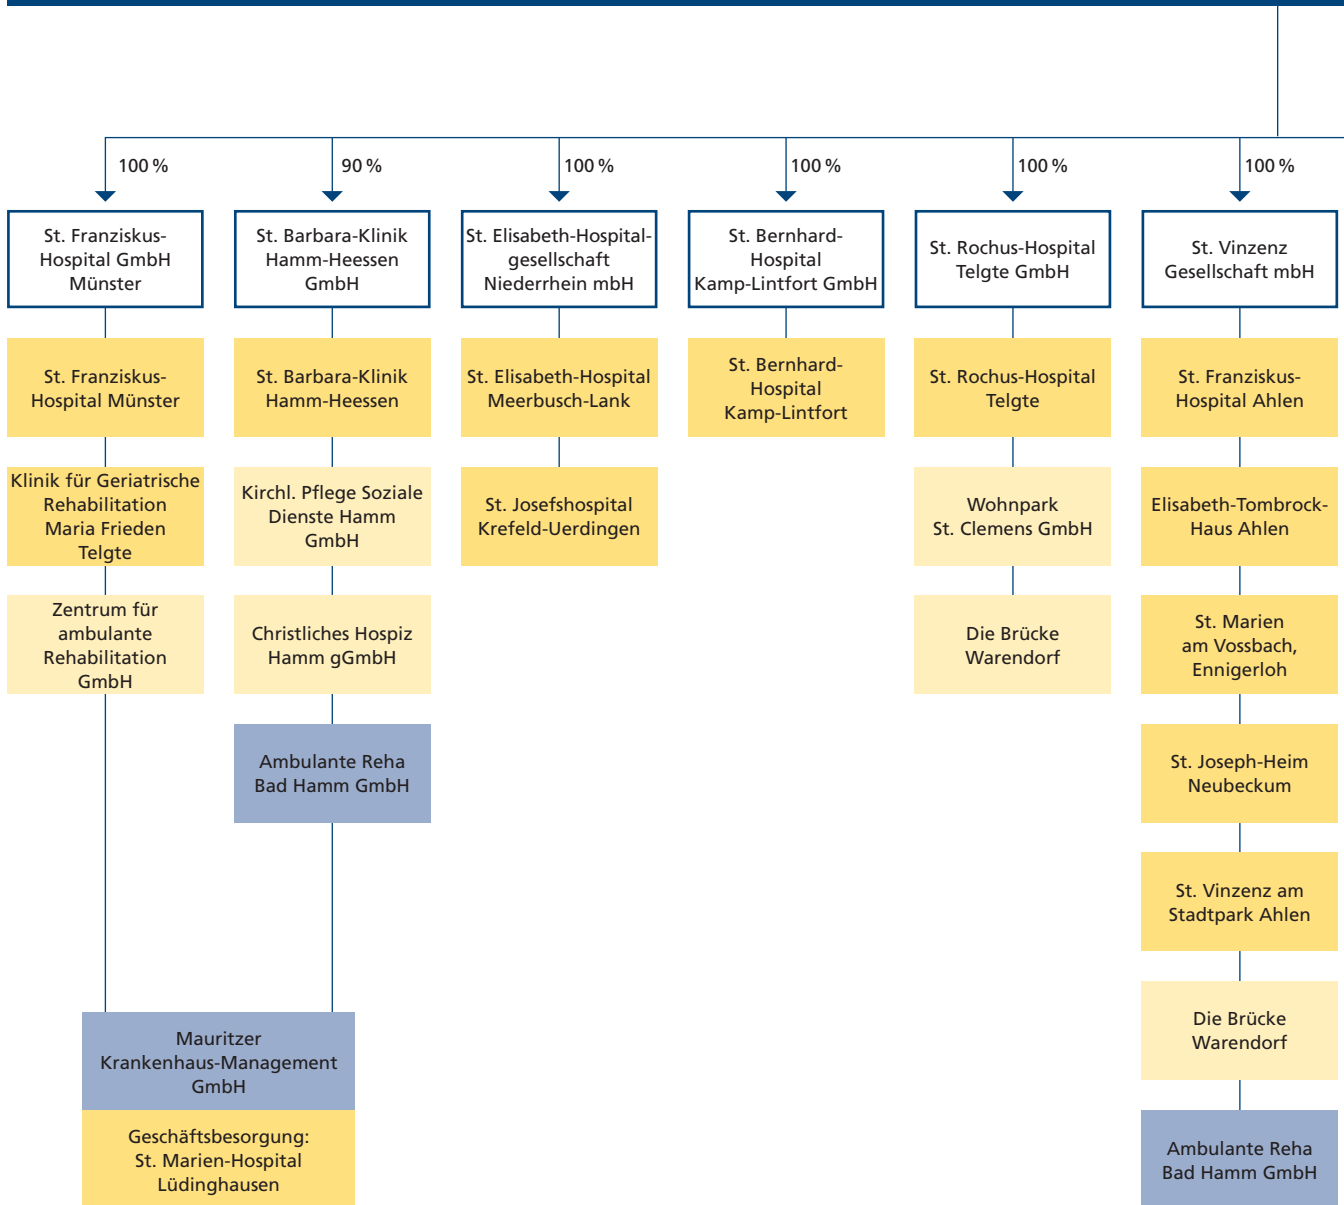 100 %
90 %
100 %
100 %
100 %
100 %
St. Franziskus-
Hospital GmbH
Münster
St. Barbara-Klinik
Hamm-Heessen
GmbH
St. Elisabeth-Hospital-
gesellschaft
Niederrhein mbH
St. Bernhard-
Hospital
Kamp-Lintfort GmbH
St. Rochus-Hospital
Telgte GmbH
St. Vinzenz
Gesellschaft mbH
St. Franziskus-
Hospital Münster
St. Barbara-Klinik
Hamm-Heessen
St. Elisabeth-Hospital
Meerbusch-Lank
St. Bernhard-
Hospital
Kamp-Lintfort
St. Rochus-Hospital
Telgte
St. Franziskus-
Hospital Ahlen
Klinik für Geriatrische
Rehabilitation
Maria Frieden
Telgte
Kirchl. Pflege Soziale
Dienste Hamm
GmbH
St. Josefshospital
Krefeld-Uerdingen
Wohnpark
St. Clemens GmbH
Elisabeth-Tombrock-
Haus Ahlen
Zentrum für
ambulante
Rehabilitation
GmbH
Christliches Hospiz
Hamm gGmbH
Die Brücke
Warendorf
St. Marien
am Vossbach,
Ennigerloh
Ambulante Reha
Bad Hamm GmbH
St. Joseph-Heim
Neubeckum
St. Vinzenz am
Stadtpark Ahlen
Mauritzer
Krankenhaus-Management
GmbH
Die Brücke
Warendorf
Geschäftsbesorgung:
St. Marien-Hospital
Lüdinghausen
Ambulante Reha
Bad Hamm GmbH